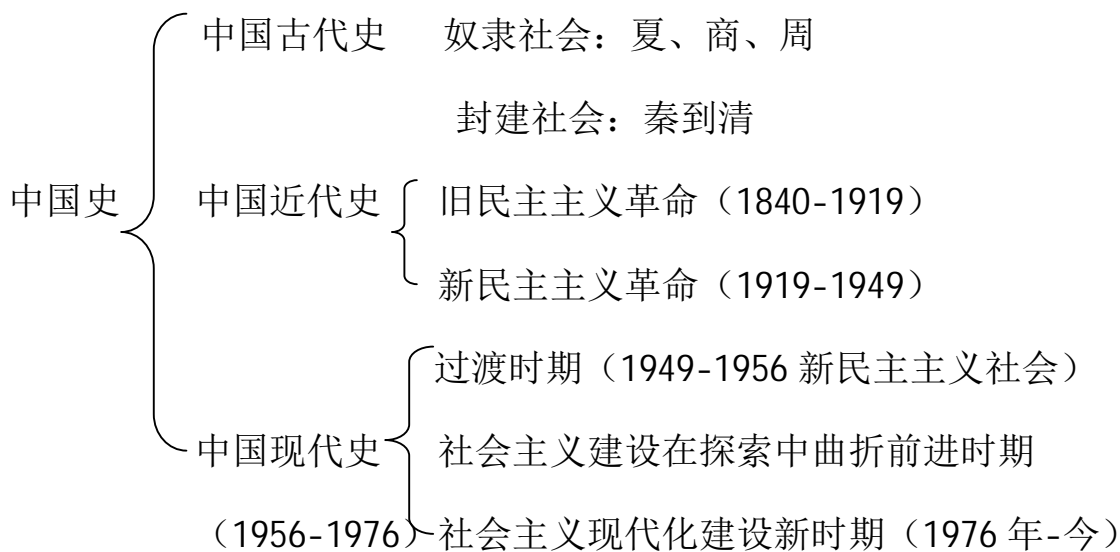 中国古代史 奴隶社会：夏、商、周
封建社会：秦到清
中国史 中国近代史 旧民主主义革命（1840-1919）
新民主主义革命（1919-1949）
过渡时期（1949-1956 新民主主义社会）
中国现代史 社会主义建设在探索中曲折前进时期
（1956-1976）社会主义现代化建设新时期（1976 年-今）